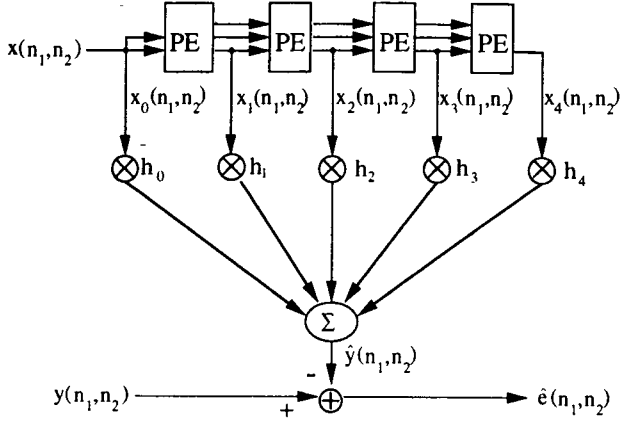 PE PE PE PE
x(n₁,n₂)
x₀(n₁,n₂) x₁(n₁,n₂) x₂(n₁,n₂) x₃(n₁,n₂) x₄(n₁,n₂)
h₀ h₁ h₂ h₃ h₄
Σ
ŷ(n₁,n₂)
-
y(n₁,n₂) + ê(n₁,n₂)